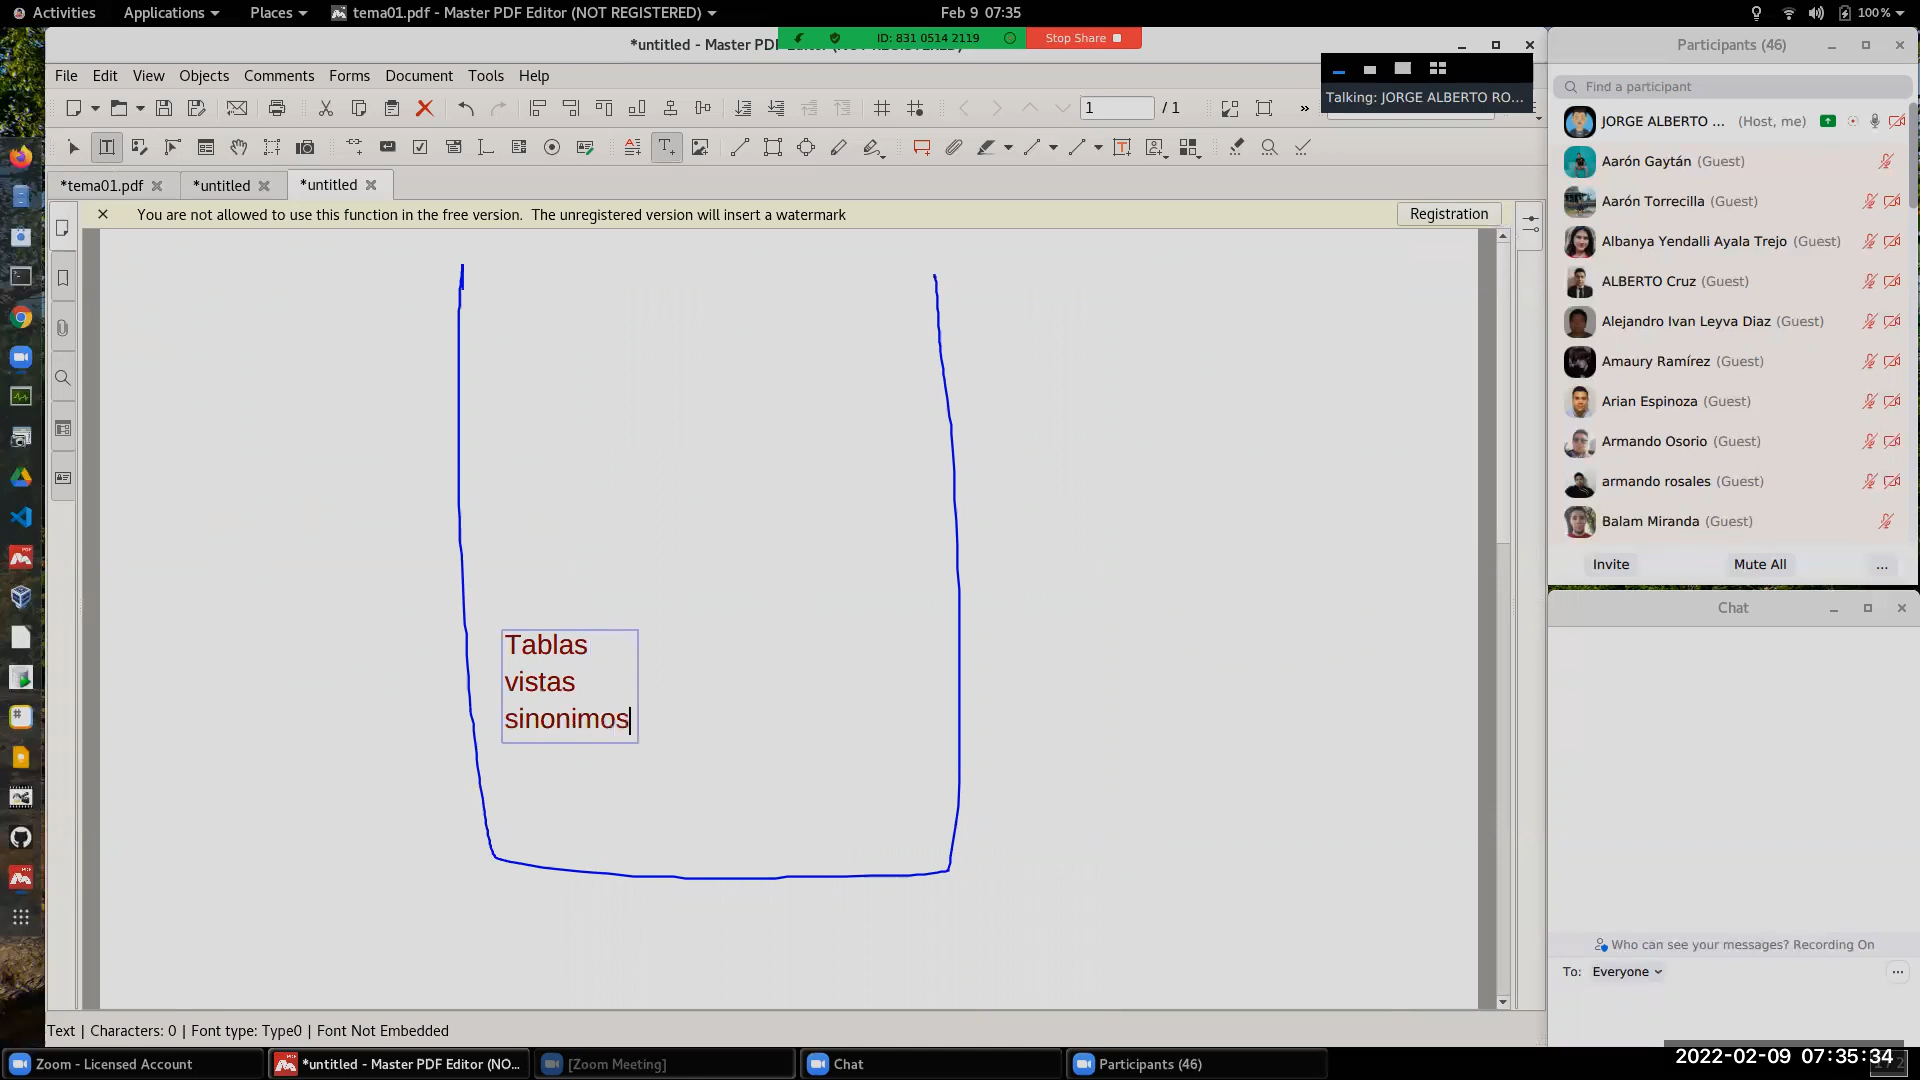 Activities
Applications
Places
tema01.pdf - Master PDF Editor (NOT REGISTERED)
Feb 9 07:35
100%
*untitled - Master PD
ID: 831 0514 2119
Stop Share
Participants (46)
File Edit View Objects Comments Forms Document Tools Help
Talking: JORGE ALBERTO RO...
Find a participant
1 / 1
»
*tema01.pdf
*untitled
*untitled
You are not allowed to use this function in the free version. The unregistered version will insert a watermark
Registration
JORGE ALBERTO ... (Host, me)
Aarón Gaytán (Guest)
Aarón Torrecilla (Guest)
Albanya Yendalli Ayala Trejo (Guest)
ALBERTO Cruz (Guest)
Alejandro Ivan Leyva Diaz (Guest)
Amaury Ramírez (Guest)
Arian Espinoza (Guest)
Armando Osorio (Guest)
armando rosales (Guest)
Balam Miranda (Guest)
Invite
Mute All
...
Chat
Tablas
vistas
sinonimos
Who can see your messages? Recording On
To: Everyone
Text | Characters: 0 | Font type: Type0 | Font Not Embedded
Zoom - Licensed Account
*untitled - Master PDF Editor (NO...
[Zoom Meeting]
Chat
Participants (46)
2022-02-09 07:35:34